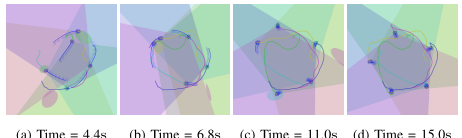 (a) Time = 4.4s (b) Time = 6.8s (c) Time = 11.0s (d) Time = 15.0s